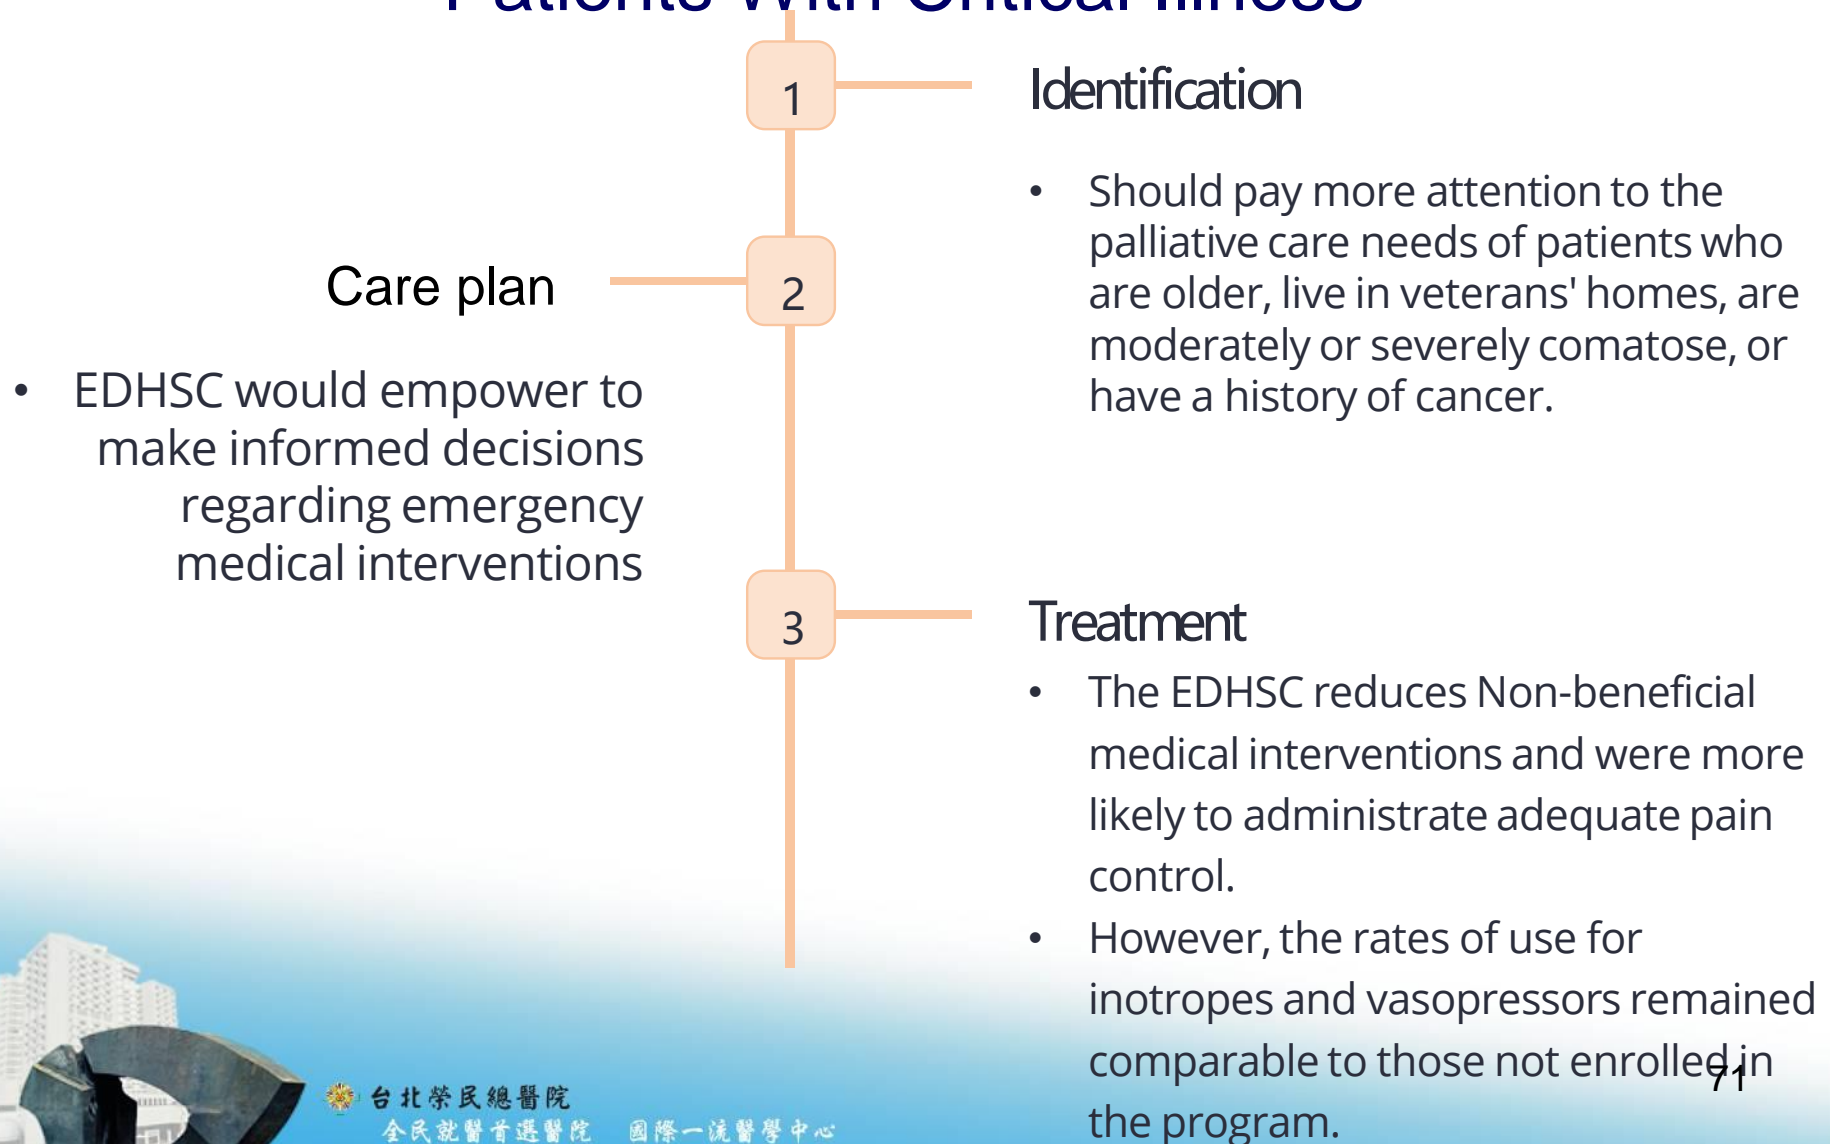 Patients With Critical Illness
1
Identification
• Should pay more attention to the
palliative care needs of patients who
are older, live in veterans' homes, are
moderately or severely comatose, or
have a history of cancer.
2
Care plan
• EDHSC would empower to
make informed decisions
regarding emergency
medical interventions
3
Treatment
• The EDHSC reduces Non-beneficial
medical interventions and were more
likely to administrate adequate pain
control.
• However, the rates of use for
inotropes and vasopressors remained
comparable to those not enrolled in
the program.
71
台北榮民總醫院
全民就醫首選醫院 國際一流醫學中心